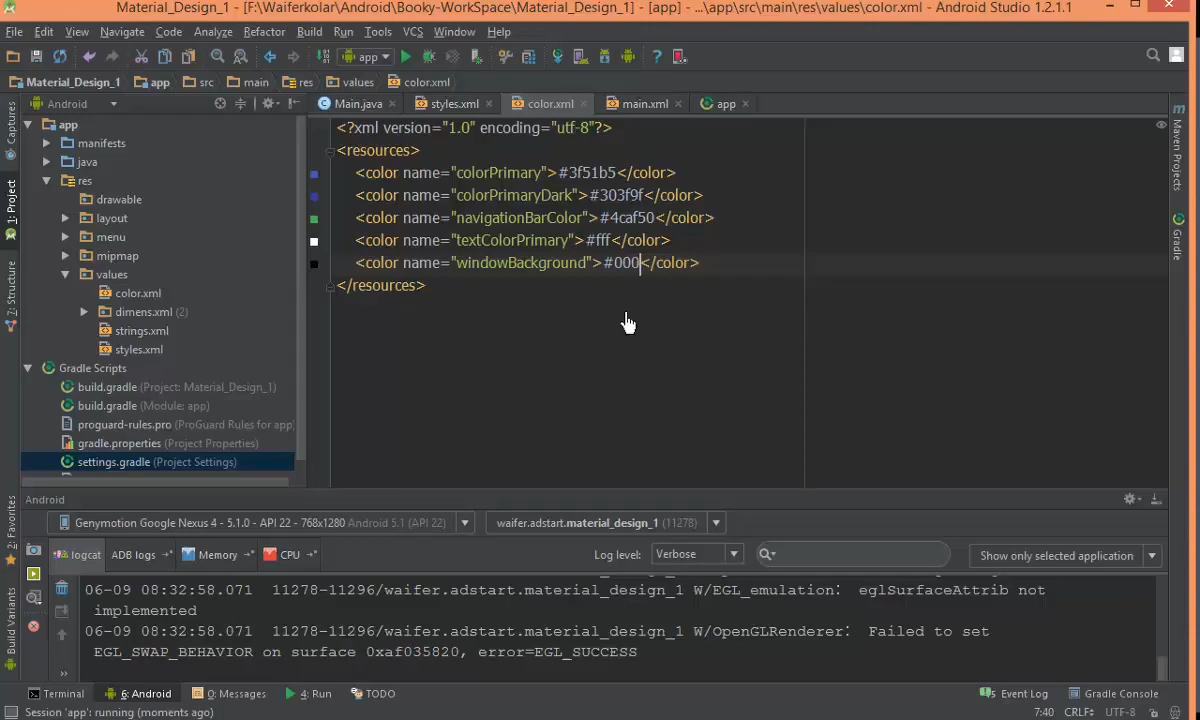 Material_Design_1 - [F:\Waiferkolar\Android\Booky-WorkSpace\Material_Design_1] - [app] - ...\app\src\main\res\values\color.xml - Android Studio 1.2.1.1
File Edit View Navigate Code Analyze Refactor Build Run Tools VCS Window Help
app
Material_Design_1 app src main res values color.xml
Android
Main.java styles.xml color.xml main.xml app
Captures
1: Project
7: Structure
2: Favorites
Build Variants
app
manifests
java
res
drawable
layout
menu
mipmap
values
color.xml
dimens.xml (2)
strings.xml
styles.xml
Gradle Scripts
build.gradle (Project: Material_Design_1)
build.gradle (Module: app)
proguard-rules.pro (ProGuard Rules for app)
gradle.properties (Project Properties)
settings.gradle (Project Settings)
<?xml version="1.0" encoding="utf-8"?>
<resources>
<color name="colorPrimary">#3f51b5</color>
<color name="colorPrimaryDark">#303f9f</color>
<color name="navigationBarColor">#4caf50</color>
<color name="textColorPrimary">#fff</color>
<color name="windowBackground">#000</color>
</resources>
Maven Projects
Gradle
Android
Genymotion Google Nexus 4 - 5.1.0 - API 22 - 768x1280 Android 5.1 (API 22) waifer.adstart.material_design_1 (11278)
logcat ADB logs Memory CPU Log level: Verbose Show only selected application
06-09 08:32:58.071 11278-11296/waifer.adstart.material_design_1 W/EGL_emulation: eglSurfaceAttrib not
implemented
06-09 08:32:58.071 11278-11296/waifer.adstart.material_design_1 W/OpenGLRenderer: Failed to set
EGL_SWAP_BEHAVIOR on surface 0xaf035820, error=EGL_SUCCESS
Terminal 6: Android 0: Messages 4: Run TODO 5 Event Log Gradle Console
Session 'app': running (moments ago) 7:40 CRLF UTF-8